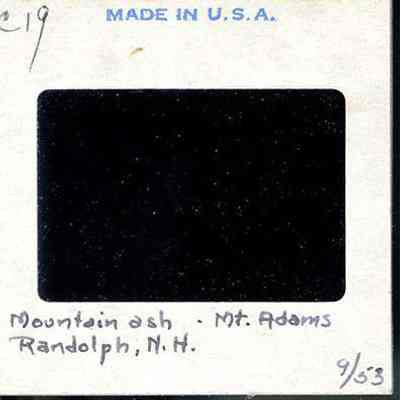 C19
MADE IN U.S.A.
Mountain ash · Mt. Adams
Randolph, N.H.
9/53